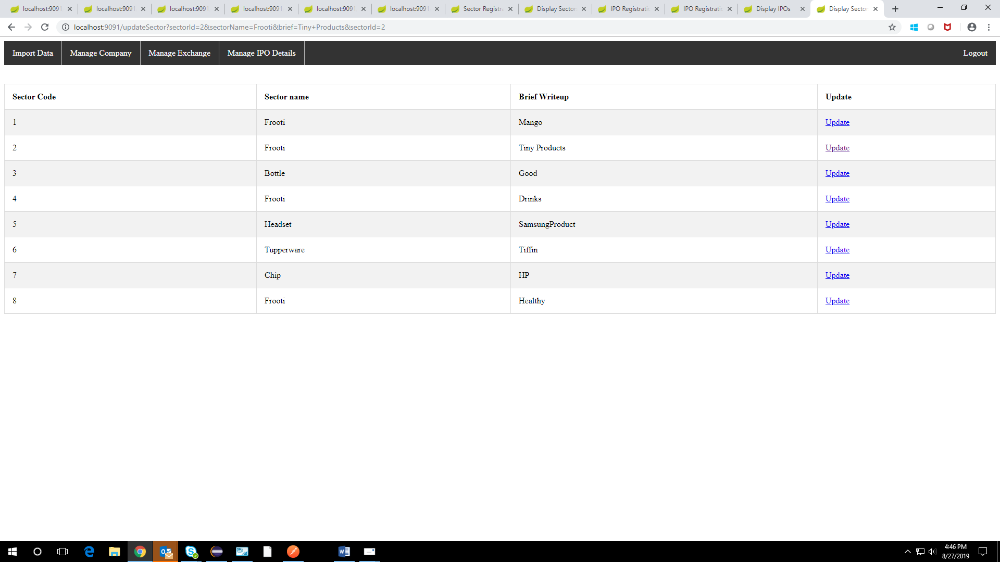 localhost:9091 localhost:9091 localhost:9091 localhost:9091 localhost:9091 localhost:9091 Sector Registra Display Sector IPO Registratio IPO Registratio Display IPOs Display Sector
localhost:9091/updateSector?sectorId=2&sectorName=Frooti&brief=Tiny+Products&sectorId=2
Import Data Manage Company Manage Exchange Manage IPO Details Logout
Sector Code Sector name Brief Writeup Update
1 Frooti Mango Update
2 Frooti Tiny Products Update
3 Bottle Good Update
4 Frooti Drinks Update
5 Headset SamsungProduct Update
6 Tupperware Tiffin Update
7 Chip HP Update
8 Frooti Healthy Update
4:46 PM
8/27/2019